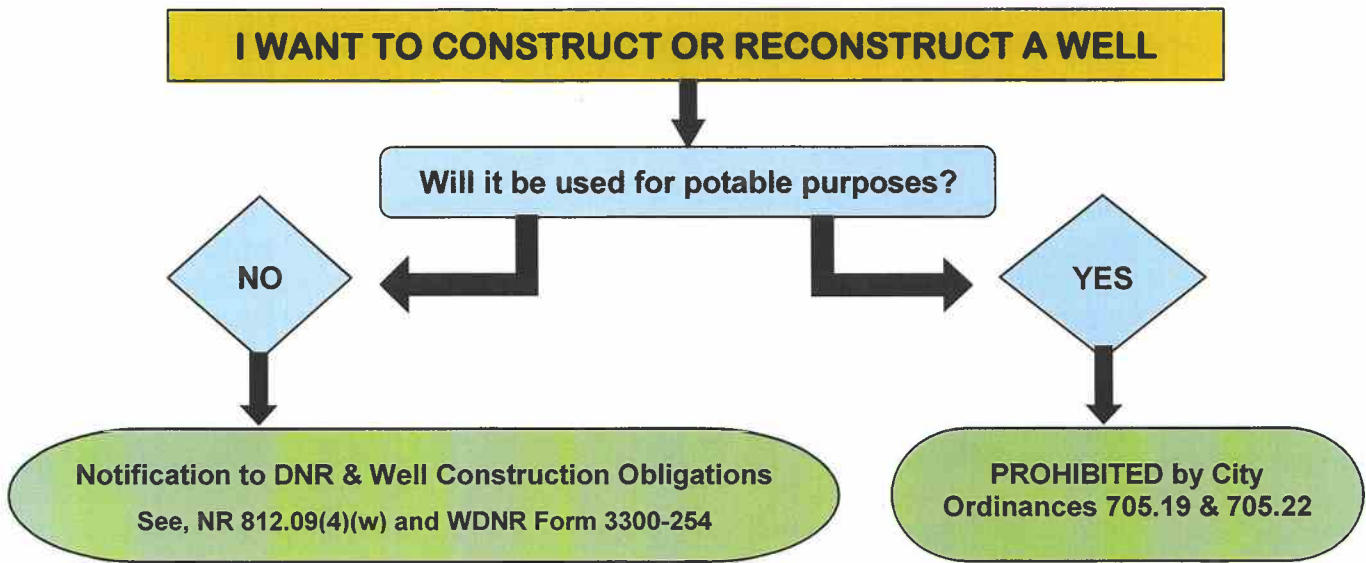 I WANT TO CONSTRUCT OR RECONSTRUCT A WELL
Will it be used for potable purposes?
NO
YES
Notification to DNR & Well Construction Obligations
See, NR 812.09(4)(w) and WDNR Form 3300-254
PROHIBITED by City
Ordinances 705.19 & 705.22